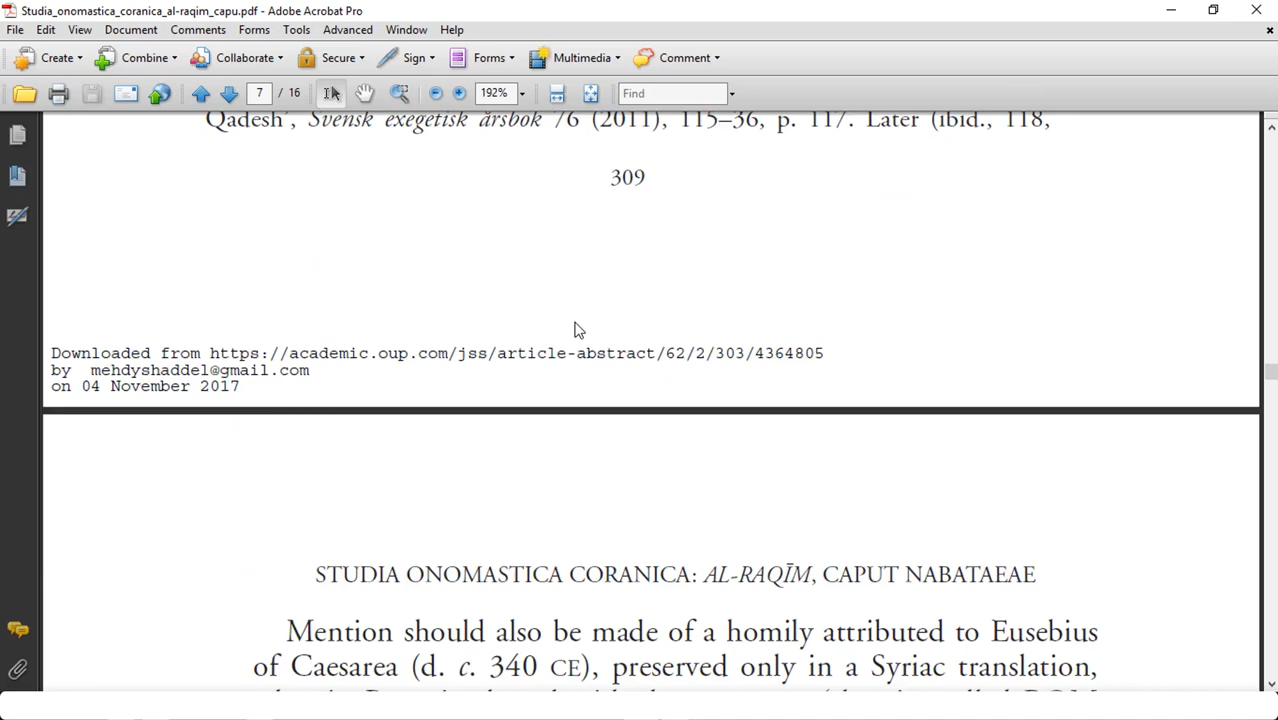 Studia_onomastica_coranica_al-raqim_capu.pdf - Adobe Acrobat Pro
File Edit View Document Comments Forms Tools Advanced Window Help
Create Combine Collaborate Secure Sign Forms Multimedia Comment
7 / 16 192% Find
Qadesh', Svensk exegetisk årsbok 76 (2011), 115–36, p. 117. Later (ibid., 118,
309
Downloaded from https://academic.oup.com/jss/article-abstract/62/2/303/4364805
by mehdyshaddel@gmail.com
on 04 November 2017
STUDIA ONOMASTICA CORANICA: AL-RAQĪM, CAPUT NABATAEAE
Mention should also be made of a homily attributed to Eusebius
of Caesarea (d. c. 340 CE), preserved only in a Syriac translation,